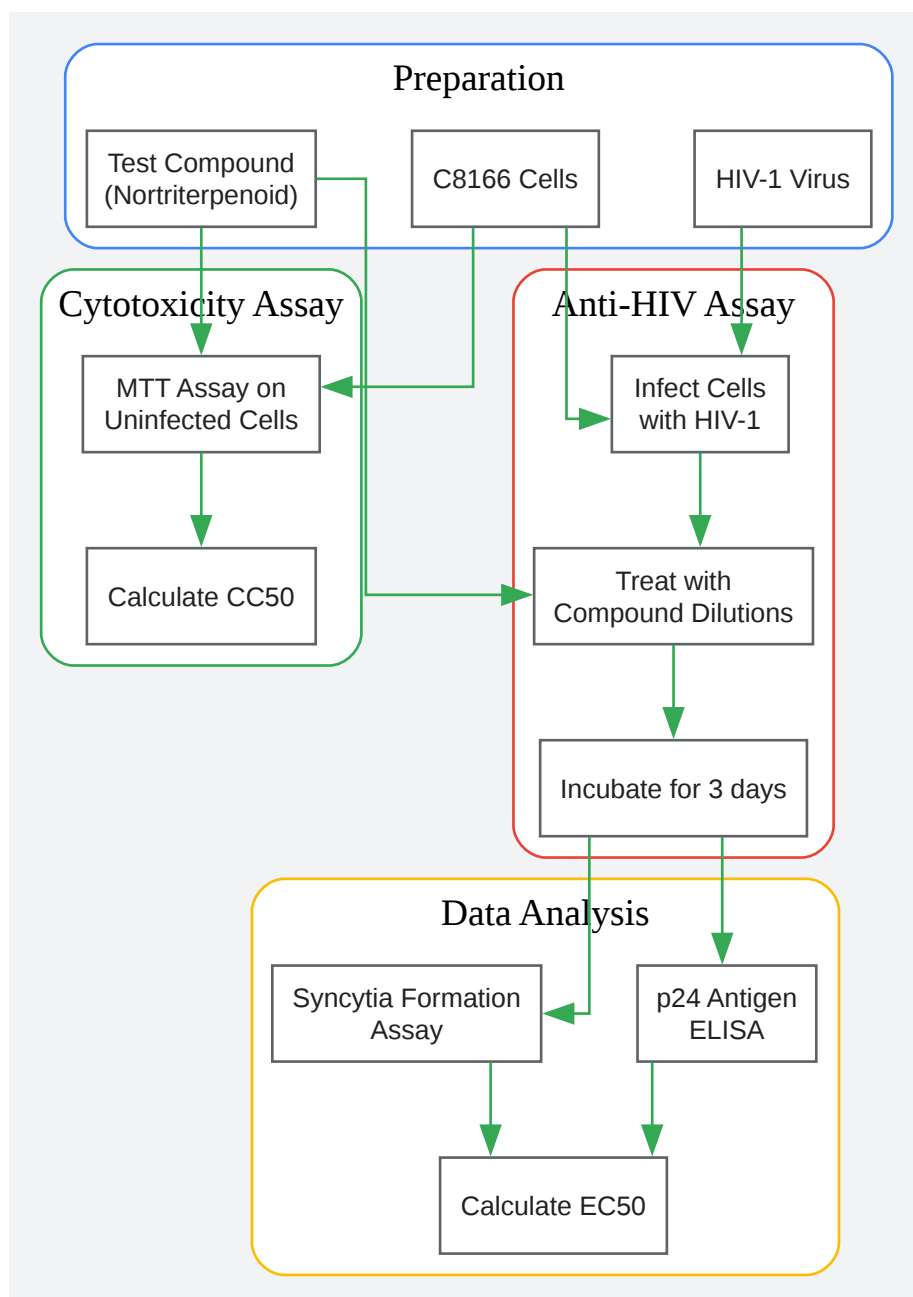 Preparation
Test Compound
(Nortriterpenoid)
C8166 Cells
HIV-1 Virus
Cytotoxicity Assay
Anti-HIV Assay
MTT Assay on
Uninfected Cells
Infect Cells
with HIV-1
Calculate CC50
Treat with
Compound Dilutions
Incubate for 3 days
Data Analysis
Syncytia Formation
Assay
p24 Antigen
ELISA
Calculate EC50